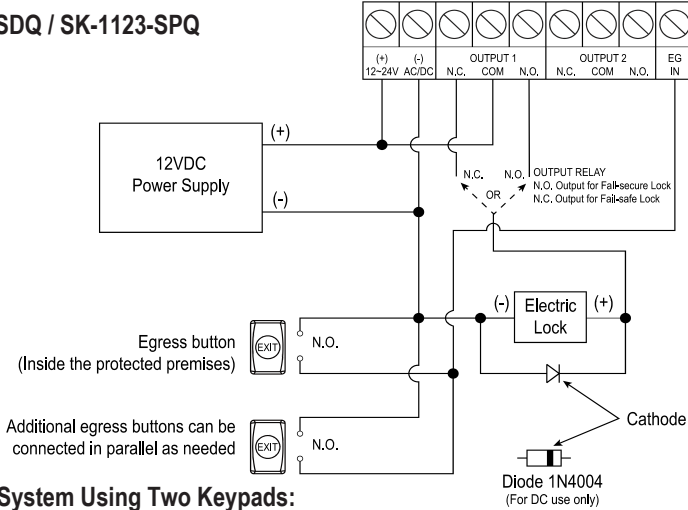 SDQ / SK-1123-SPQ
(+) (-) OUTPUT 1 OUTPUT 2 EG
12~24V AC/DC N.C. COM N.O. N.C. COM N.O. IN
12VDC
Power Supply
(+)
(-)
N.C. OR N.O.
OUTPUT RELAY
N.O. Output for Fail-secure Lock
N.C. Output for Fail-safe Lock
(-) Electric (+)
Lock
Egress button
(Inside the protected premises)
EXIT
N.O.
Additional egress buttons can be
connected in parallel as needed
EXIT
N.O.
Cathode
Diode 1N4004
(For DC use only)
System Using Two Keypads: